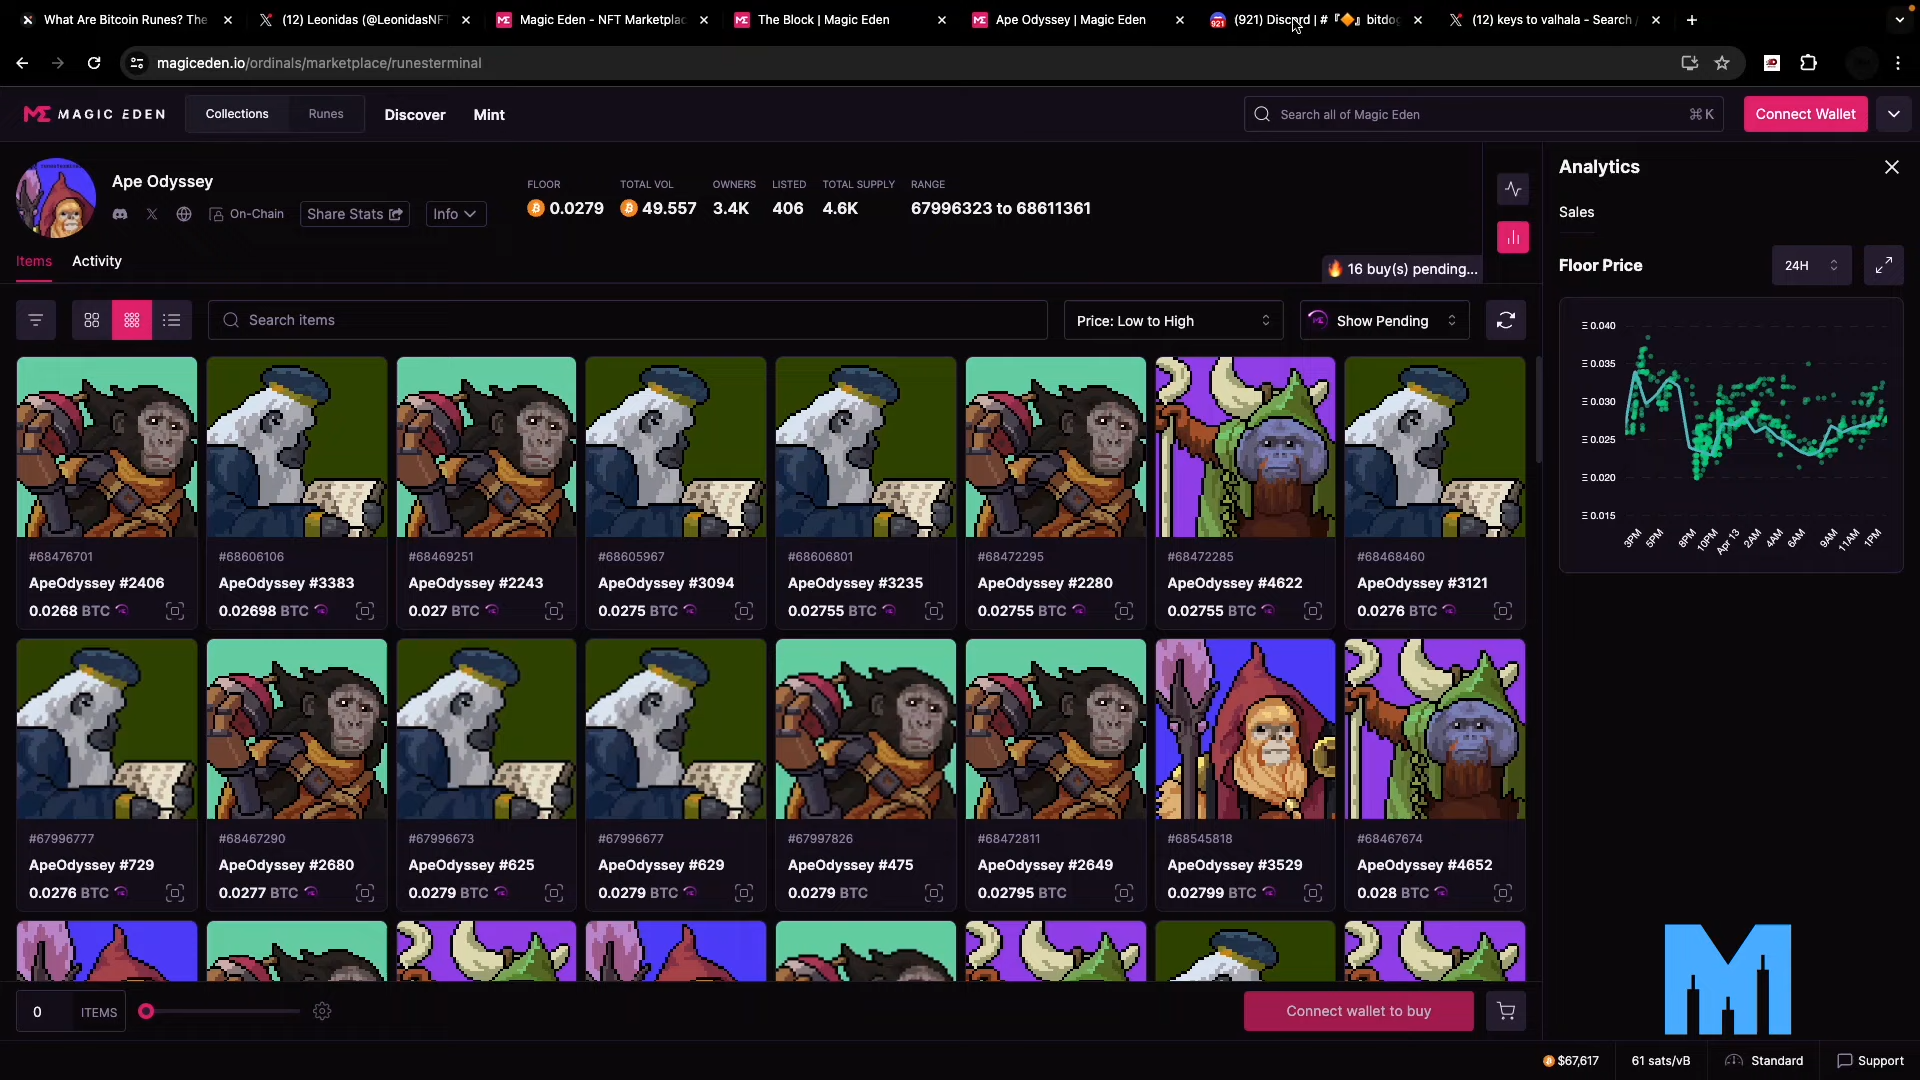 What Are Bitcoin Runes? The
(12) Leonidas (@LeonidasNFT
Magic Eden - NFT Marketplac
The Block | Magic Eden
Ape Odyssey | Magic Eden
(921) Discord | # 『🔶』 bitdog
(12) keys to valhala - Search /
magiceden.io/ordinals/marketplace/runesterminal
MAGIC EDEN
Collections
Runes
Discover
Mint
Search all of Magic Eden
⌘K
Connect Wallet
Ape Odyssey
On-Chain
Share Stats
Info
FLOOR
0.0279
TOTAL VOL
49.557
OWNERS
3.4K
LISTED
406
TOTAL SUPPLY
4.6K
RANGE
67996323 to 68611361
Items
Activity
🔥 16 buy(s) pending...
Search items
Price: Low to High
Show Pending
#68476701
ApeOdyssey #2406
0.0268 BTC
#68606106
ApeOdyssey #3383
0.02698 BTC
#68469251
ApeOdyssey #2243
0.027 BTC
#68605967
ApeOdyssey #3094
0.0275 BTC
#68606801
ApeOdyssey #3235
0.02755 BTC
#68472295
ApeOdyssey #2280
0.02755 BTC
#68472285
ApeOdyssey #4622
0.02755 BTC
#68468460
ApeOdyssey #3121
0.0276 BTC
#67996777
ApeOdyssey #729
0.0276 BTC
#68467290
ApeOdyssey #2680
0.0277 BTC
#67996673
ApeOdyssey #625
0.0279 BTC
#67996677
ApeOdyssey #629
0.0279 BTC
#67997826
ApeOdyssey #475
0.0279 BTC
#68472811
ApeOdyssey #2649
0.02795 BTC
#68545818
ApeOdyssey #3529
0.02799 BTC
#68467674
ApeOdyssey #4652
0.028 BTC
0 ITEMS
Connect wallet to buy
Analytics
Sales
Floor Price
24H
Ξ 0.040
Ξ 0.035
Ξ 0.030
Ξ 0.025
Ξ 0.020
Ξ 0.015
3PM
5PM
8PM
10PM
Apr 13
2AM
4AM
6AM
9AM
11AM
1PM
$67,617
61 sats/vB
Standard
Support